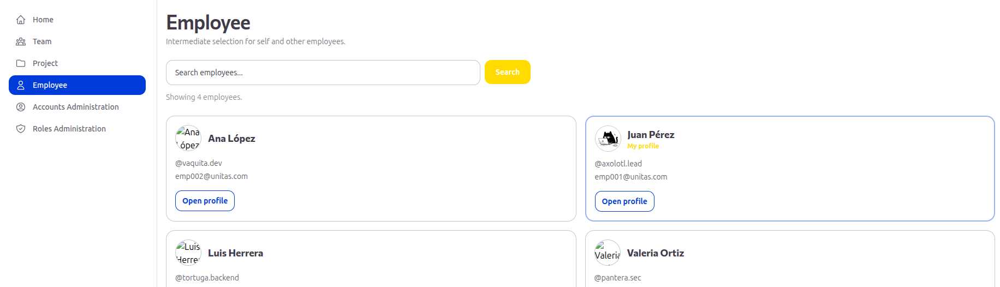 Home
Team
Project
Employee
Accounts Administration
Roles Administration
Employee
Intermediate selection for self and other employees.
Search employees...
Search
Showing 4 employees.
Ana López
Ana López
@vaquita.dev
emp002@unitas.com
Open profile
Juan Pérez
My profile
@axolotl.lead
emp001@unitas.com
Open profile
Luis
Luis Herrera
@tortuga.backend
Valeria
Valeria Ortiz
@pantera.sec